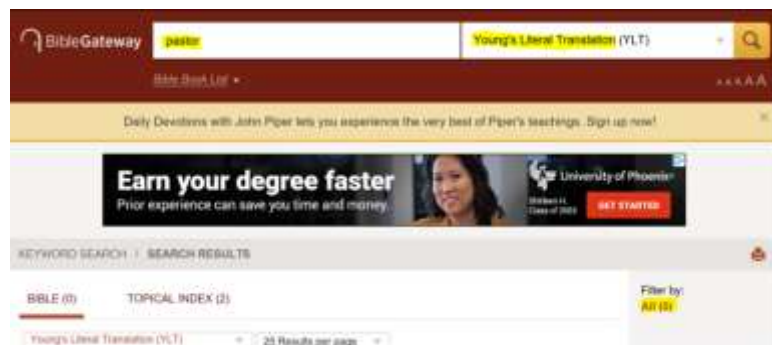 BibleGateway pastor Young's Literal Translation (YLT)
Bible Book List
A A A A A
Daily Devotions with John Piper lets you experience the very best of Piper's teachings. Sign up now!
Earn your degree faster
Prior experience can save you time and money.
University of Phoenix
Class of
GET STARTED
KEYWORD SEARCH / SEARCH RESULTS
BIBLE (0) TOPICAL INDEX (2)
Filter by:
All (0)
Young's Literal Translation (YLT) 25 Results per page